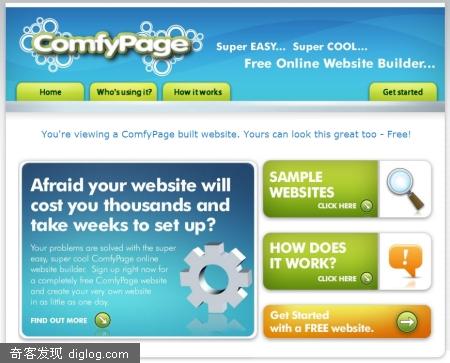 ComfyPage
Super EASY... Super COOL...
Free Online Website Builder...
Home
Who's using it?
How it works
Get started
You're viewing a ComfyPage built website. Yours can look this great too - Free!
Afraid your website will
cost you thousands and
take weeks to set up?
Your problems are solved with the super
easy, super cool ComfyPage online
website builder. Sign up right now for
a completely free ComfyPage website
and create your very own website
in as little as one day.
FIND OUT MORE
SAMPLE
WEBSITES
CLICK HERE
HOW DOES
IT WORK?
CLICK HERE
!
Get Started
with a FREE website.
奇客发现 diglog.com